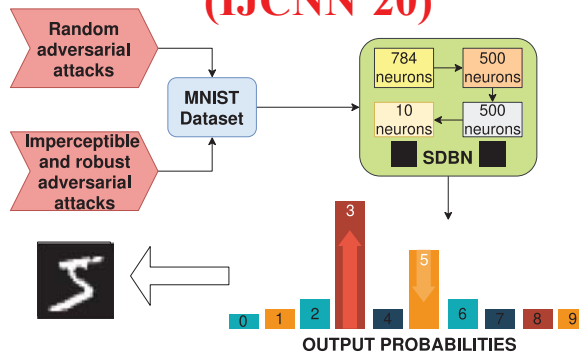 (IJCNN'20)
Random
adversarial
attacks
Imperceptible
and robust
adversarial
attacks
MNIST
Dataset
784
neurons
500
neurons
10
neurons
500
neurons
SDBN
0
1
2
3
4
5
6
7
8
9
OUTPUT PROBABILITIES